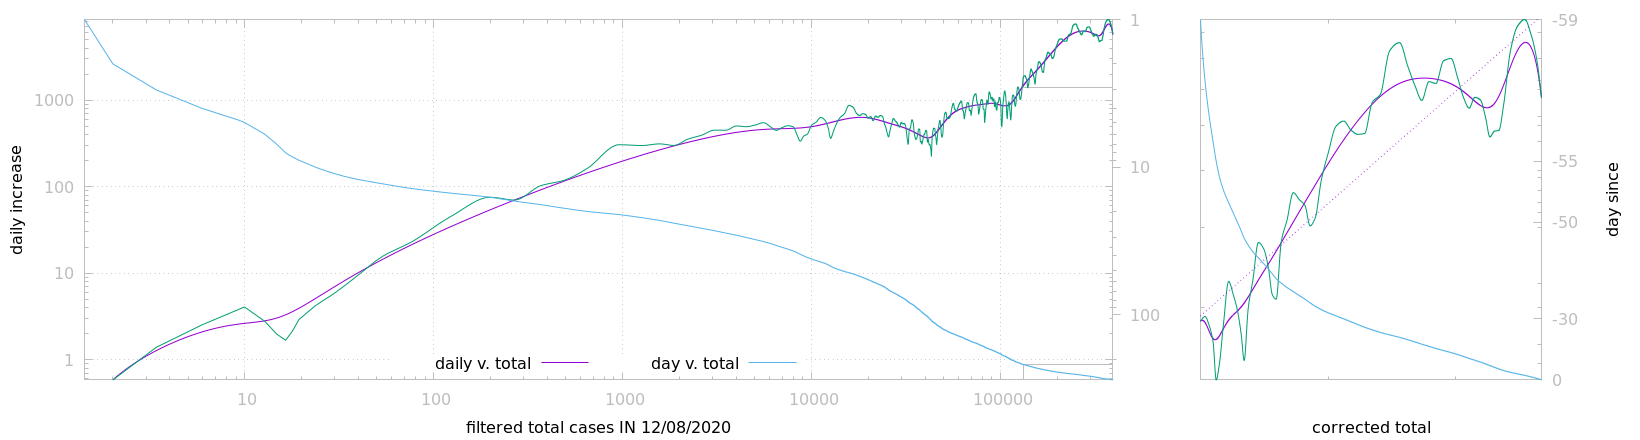 1
-59
1000
10
-55
daily increase
100
day since
-50
10
100
-30
1
daily v. total
day v. total
0
10
100
1000
10000
100000
filtered total cases IN 12/08/2020
corrected total